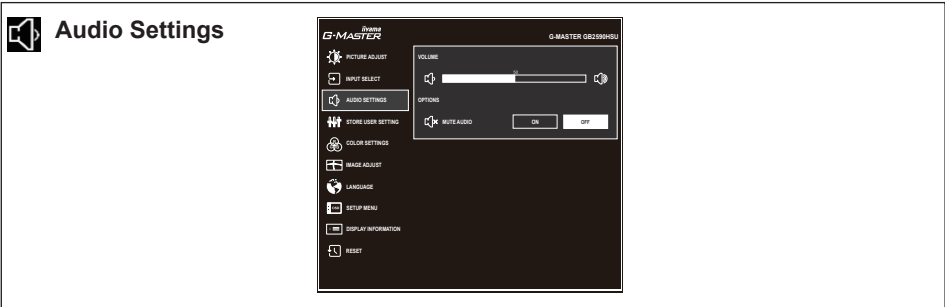 Audio Settings
iiyama
G-MASTER
G-MASTER GB2590HSU
PICTURE ADJUST
VOLUME
INPUT SELECT
AUDIO SETTINGS
OPTIONS
STORE USER SETTING
MUTE AUDIO
ON
OFF
COLOR SETTINGS
IMAGE ADJUST
LANGUAGE
SETUP MENU
DISPLAY INFORMATION
RESET